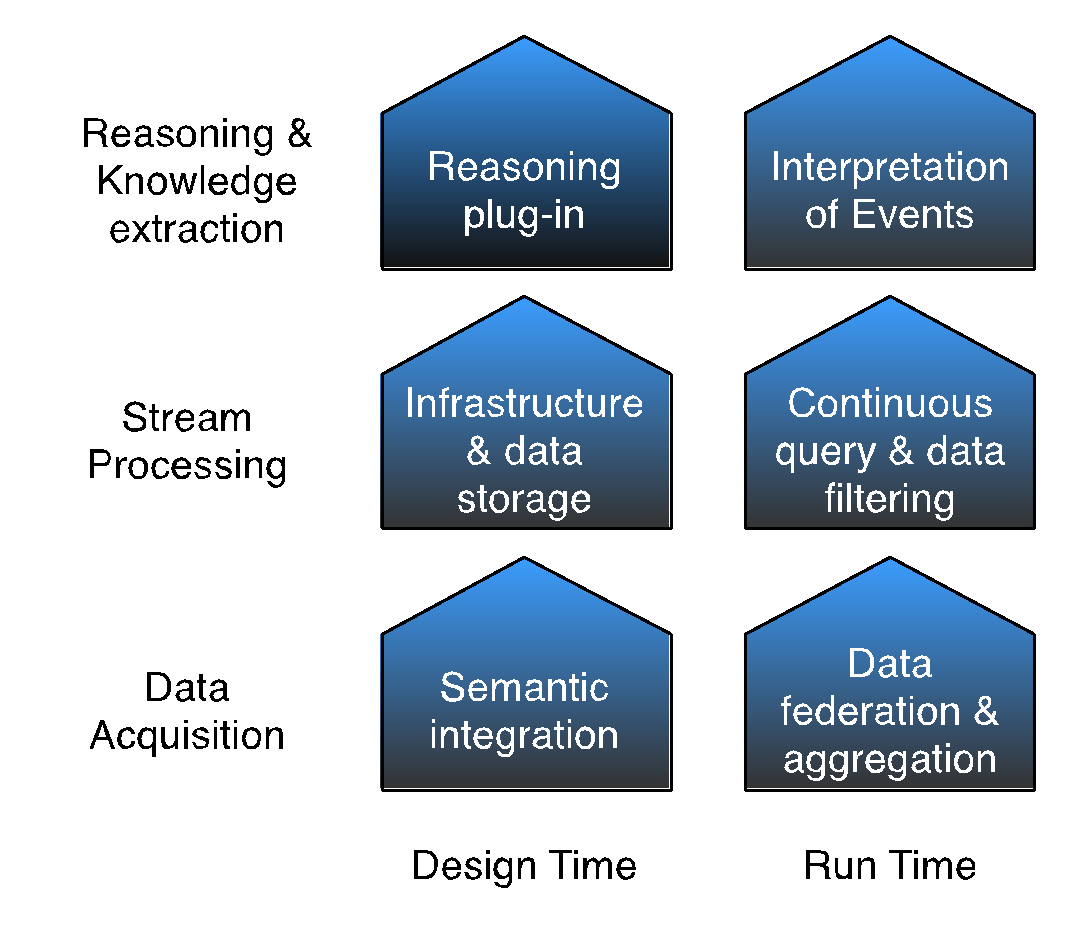 Reasoning &
Knowledge
extraction
Reasoning
plug-in
Interpretation
of Events
Stream
Processing
Infrastructure
& data
storage
Continuous
query & data
filtering
Data
Acquisition
Semantic
integration
Data
federation &
aggregation
Design Time
Run Time